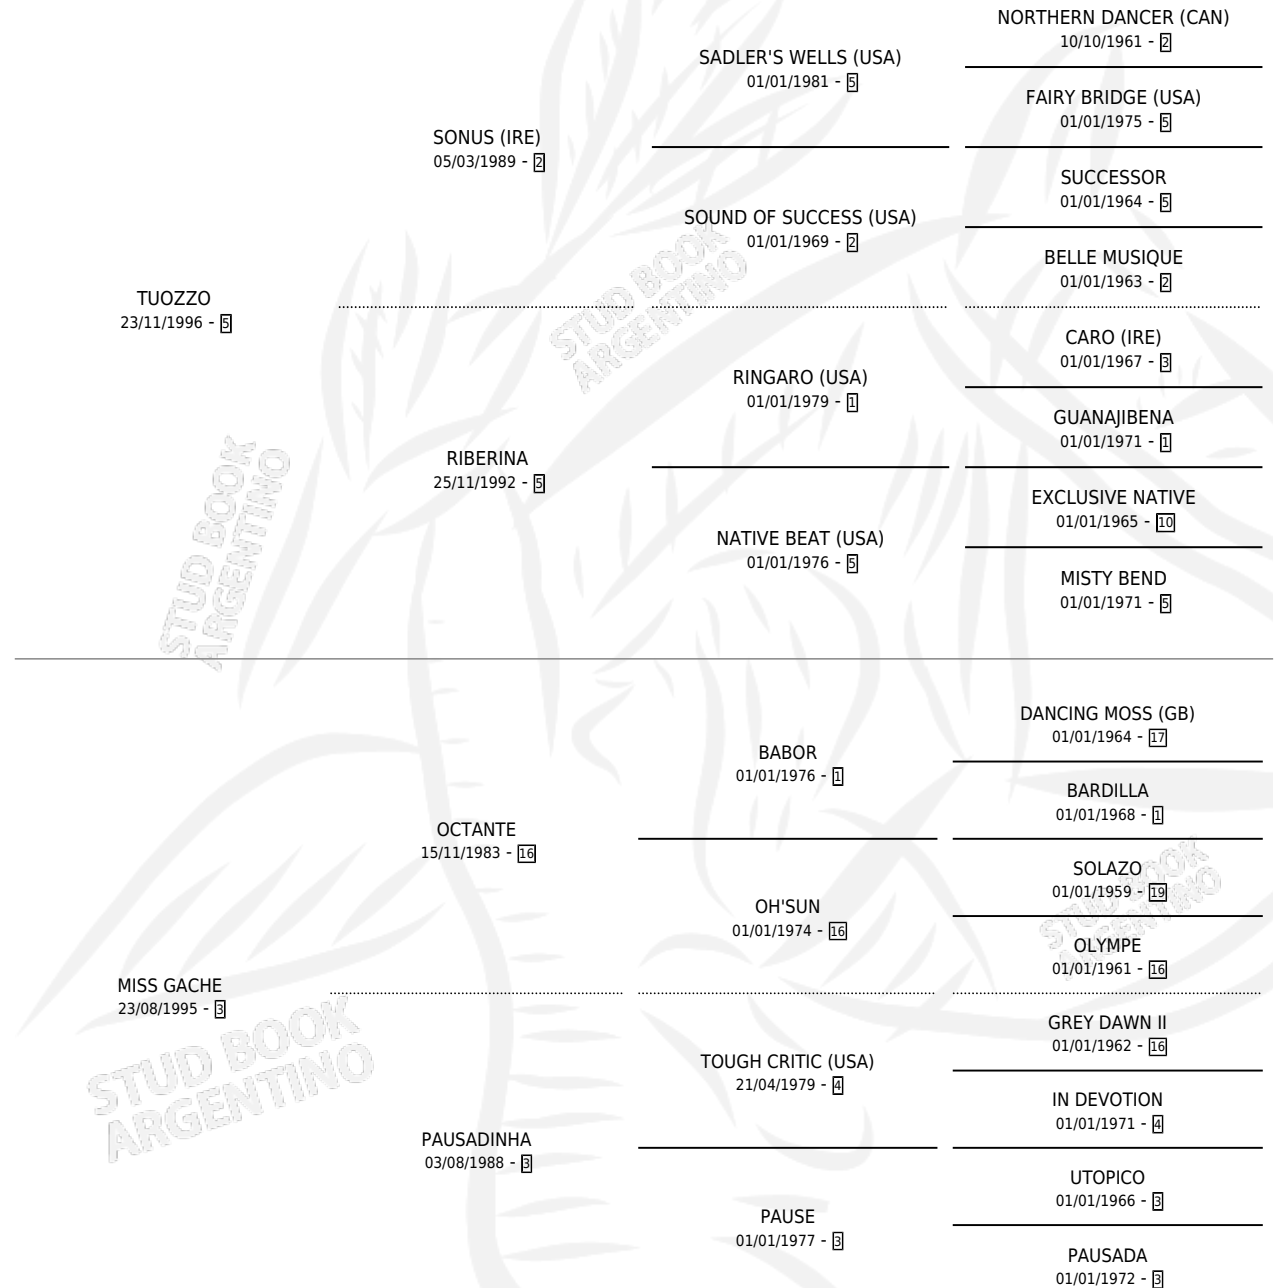 NORTHERN DANCER (CAN)
10/10/1961 - 2
SADLER'S WELLS (USA)
01/01/1981 - 5
FAIRY BRIDGE (USA)
01/01/1975 - 5
SONUS (IRE)
05/03/1989 - 2
SUCCESSOR
01/01/1964 - 5
SOUND OF SUCCESS (USA)
01/01/1969 - 2
BELLE MUSIQUE
01/01/1963 - 2
STUD BOOK
ARGENTINO
TUOZZO
23/11/1996 - 5
CARO (IRE)
01/01/1967 - 3
RINGARO (USA)
01/01/1979 - 1
GUANAJIBENA
01/01/1971 - 1
RIBERINA
25/11/1992 - 5
EXCLUSIVE NATIVE
01/01/1965 - 10
NATIVE BEAT (USA)
01/01/1976 - 5
MISTY BEND
01/01/1971 - 5
STUD BOOK
ARGENTINO
DANCING MOSS (GB)
01/01/1964 - 17
BABOR
01/01/1976 - 1
BARDILLA
01/01/1968 - 1
OCTANTE
15/11/1983 - 16
SOLAZO
01/01/1959 - 19
OH'SUN
01/01/1974 - 16
STUD BOOK
ARGENTINO
OLYMPE
01/01/1961 - 16
MISS GACHE
23/08/1995 - 3
STUD BOOK
ARGENTINO
GREY DAWN II
01/01/1962 - 16
TOUGH CRITIC (USA)
21/04/1979 - 4
IN DEVOTION
01/01/1971 - 4
PAUSADINHA
03/08/1988 - 3
UTOPICO
01/01/1966 - 3
PAUSE
01/01/1977 - 3
PAUSADA
01/01/1972 - 3